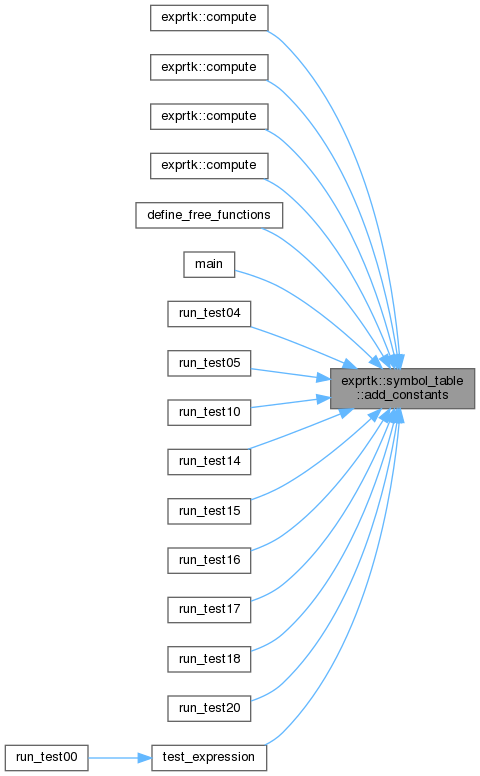 exprtk::compute
exprtk::compute
exprtk::compute
exprtk::compute
define_free_functions
main
run_test04
run_test05
exprtk::symbol_table
::add_constants
run_test10
run_test14
run_test15
run_test16
run_test17
run_test18
run_test20
run_test00
test_expression